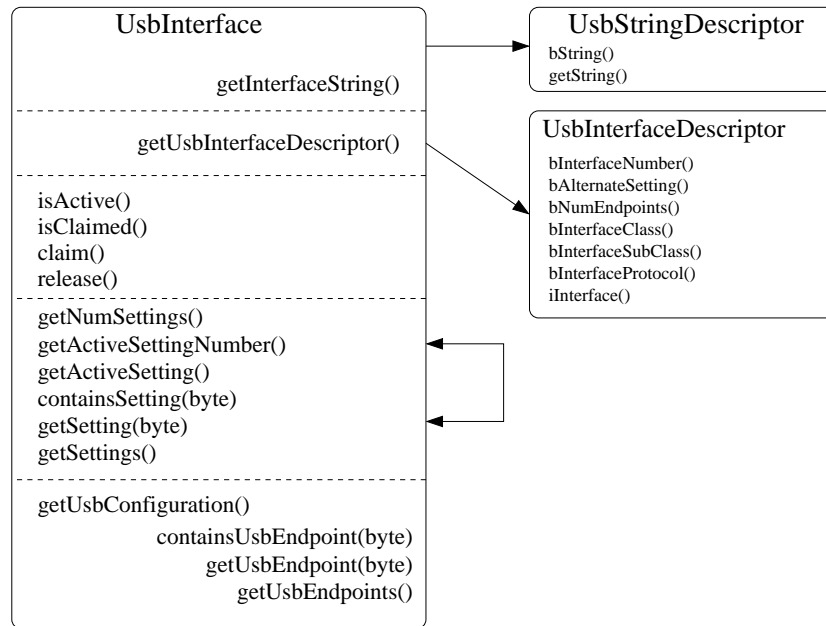 UsbInterface
getInterfaceString()
getUsbInterfaceDescriptor()
isActive()
isClaimed()
claim()
release()
getNumSettings()
getActiveSettingNumber()
getActiveSetting()
containsSetting(byte)
getSetting(byte)
getSettings()
getUsbConfiguration()
containsUsbEndpoint(byte)
getUsbEndpoint(byte)
getUsbEndpoints()
UsbStringDescriptor
bString()
getString()
UsbInterfaceDescriptor
bInterfaceNumber()
bAlternateSetting()
bNumEndpoints()
bInterfaceClass()
bInterfaceSubClass()
bInterfaceProtocol()
iInterface()